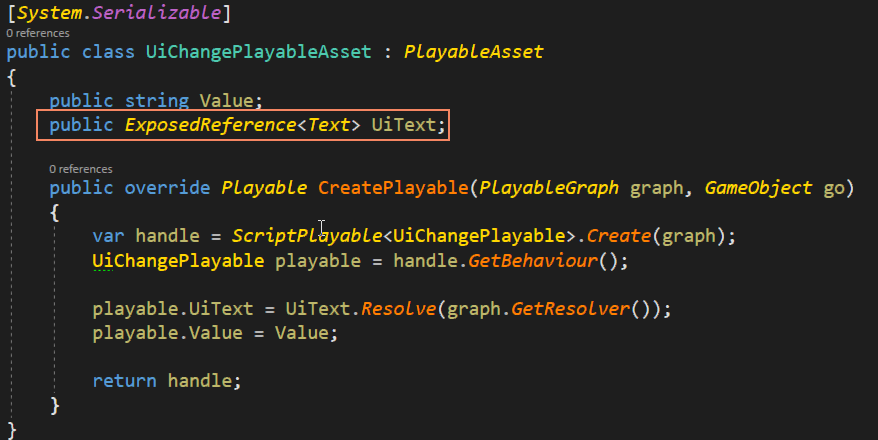 [System.Serializable]
0 references
public class UiChangePlayableAsset : PlayableAsset
{
public string Value;
public ExposedReference<Text> UiText;
0 references
public override Playable CreatePlayable(PlayableGraph graph, GameObject go)
{
var handle = ScriptPlayable<UiChangePlayable>.Create(graph);
UiChangePlayable playable = handle.GetBehaviour();
playable.UiText = UiText.Resolve(graph.GetResolver());
playable.Value = Value;
return handle;
}
}